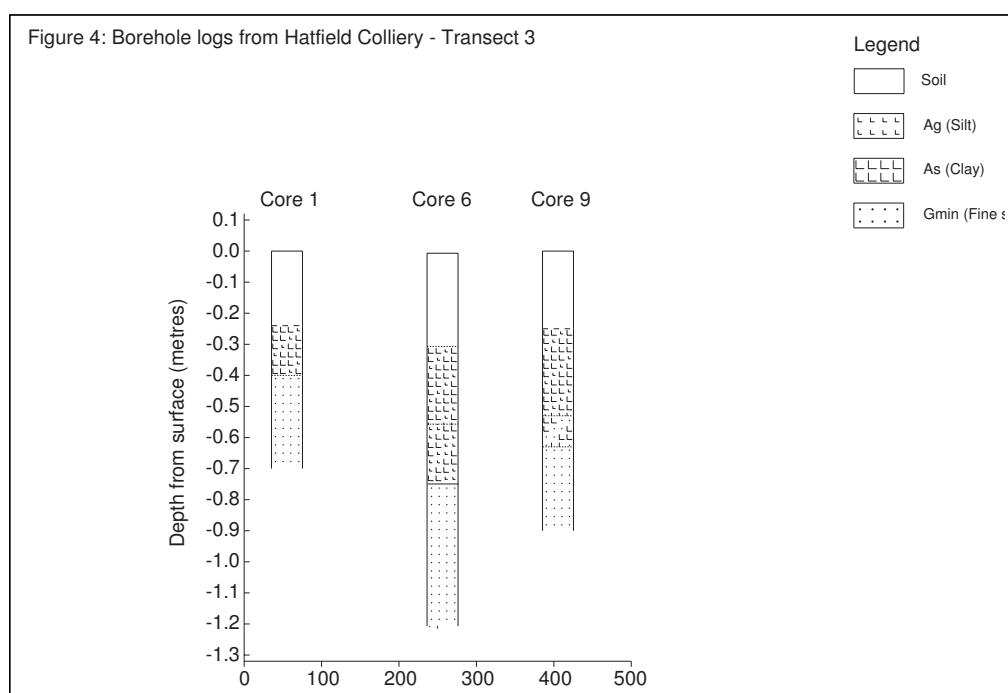 Figure 4: Borehole logs from Hatfield Colliery - Transect 3
Legend
Soil
Ag (Silt)
As (Clay)
Gmin (Fine
Core 1 Core 6 Core 9
Depth from surface (metres)
0.1
0.0
-0.1
-0.2
-0.3
-0.4
-0.5
-0.6
-0.7
-0.8
-0.9
-1.0
-1.1
-1.2
-1.3
0 100 200 300 400 500